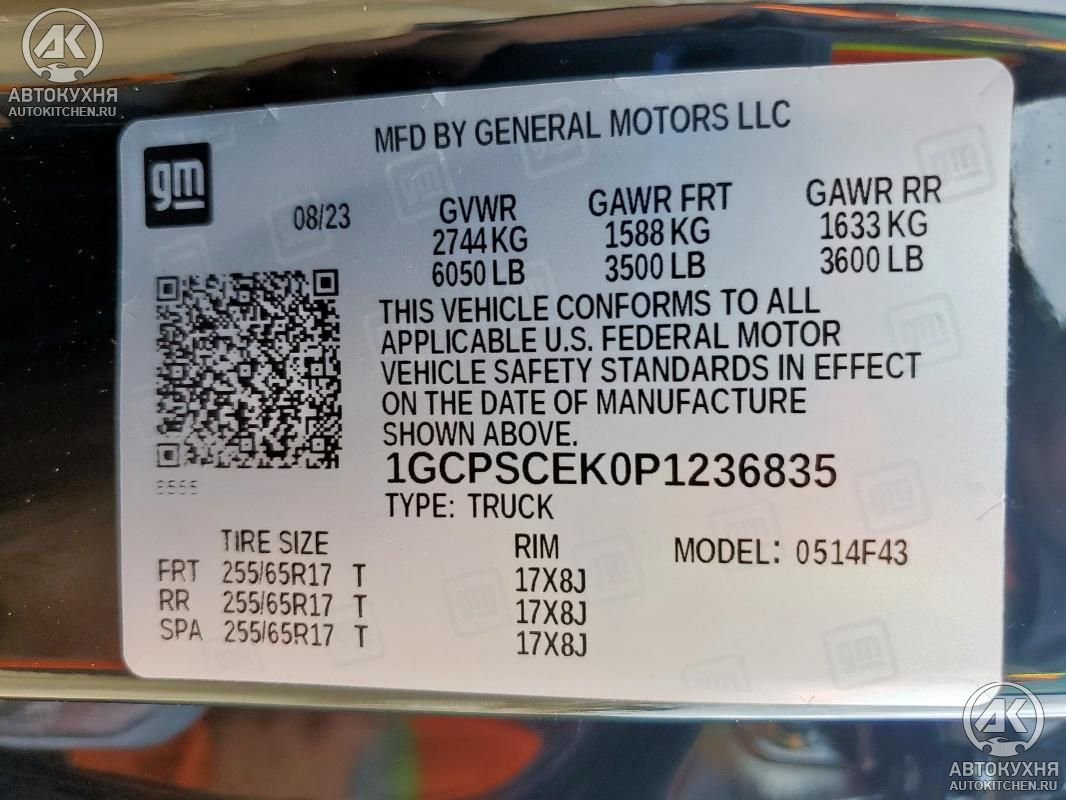 АК
АВТОКУХНЯ
AUTOKITCHEN.RU
MFD BY GENERAL MOTORS LLC
gm
08/23
GVWR
2744 KG
6050 LB
GAWR FRT
1588 KG
3500 LB
GAWR RR
1633 KG
3600 LB
THIS VEHICLE CONFORMS TO ALL
APPLICABLE U.S. FEDERAL MOTOR
VEHICLE SAFETY STANDARDS IN EFFECT
ON THE DATE OF MANUFACTURE
SHOWN ABOVE.
1GCPSCEK0P1236835
TYPE: TRUCK
TIRE SIZE RIM MODEL: 0514F43
FRT 255/65R17 T 17X8J
RR 255/65R17 T 17X8J
SPA 255/65R17 T 17X8J
АК
АВТОКУХНЯ
AUTOKITCHEN.RU